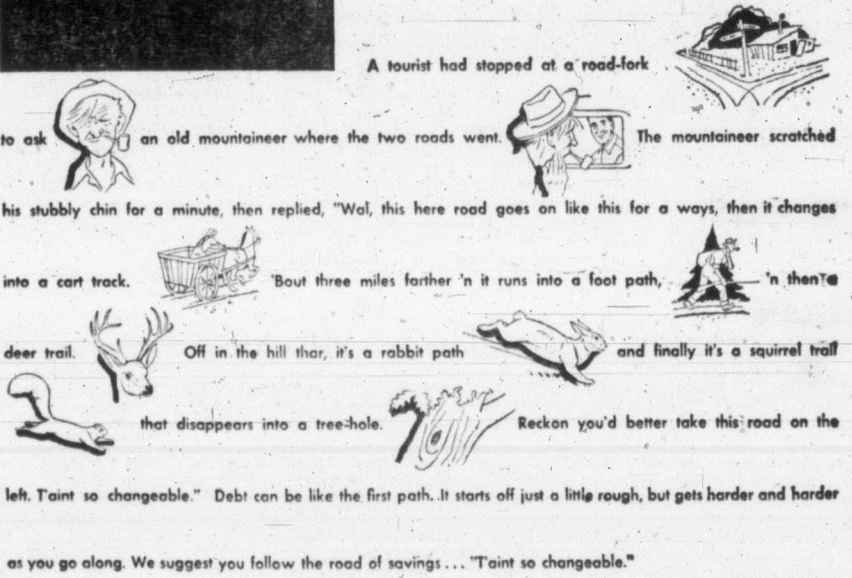 A tourist had stopped at a road-fork
to ask an old mountaineer where the two roads went. The mountaineer scratched
his stubbly chin for a minute, then replied, "Wal, this here road goes on like this for a ways, then it changes
into a cart track. 'Bout three miles farther 'n it runs into a foot path, 'n then a
deer trail. Off in the hill thar, it's a rabbit path and finally it's a squirrel trail
that disappears into a tree-hole. Reckon you'd better take this road on the
left. T'aint so changeable." Debt can be like the first path. It starts off just a little rough, but gets harder and harder
as you go along. We suggest you follow the road of savings... "T'aint so changeable."